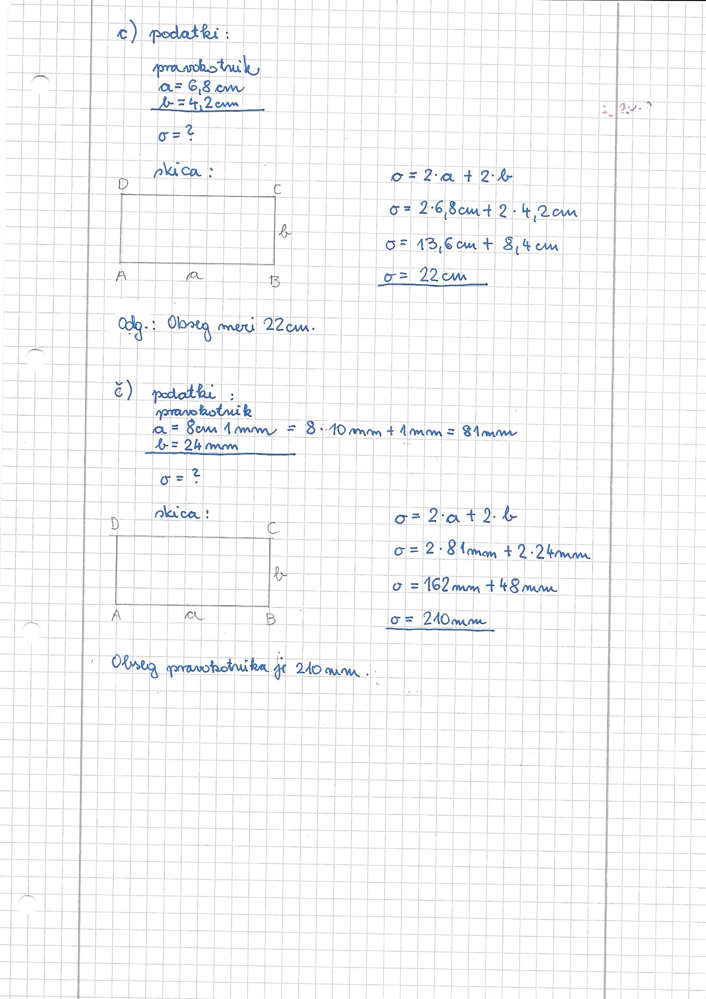 c) podatki:
pravokotnik
a = 6,8 cm
b = 4,2 cm
o = ?
skica:
D
C
b
A
a
B
o = 2·a + 2·b
o = 2·6,8 cm + 2·4,2 cm
o = 13,6 cm + 8,4 cm
o = 22 cm
Odg.: Obseg meri 22 cm.
č) podatki:
pravokotnik
a = 8 cm 1 mm = 8·10 mm + 1 mm = 81 mm
b = 24 mm
o = ?
skica:
D
C
b
A
a
B
o = 2·a + 2·b
o = 2·81 mm + 2·24 mm
o = 162 mm + 48 mm
o = 210 mm
Obseg pravokotnika je 210 mm.